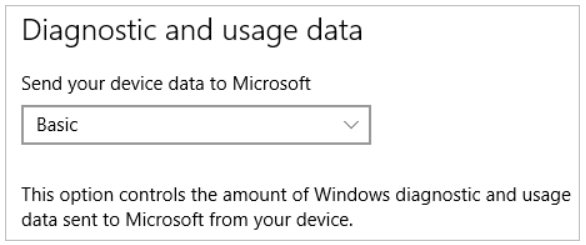 Diagnostic and usage data
Send your device data to Microsoft
Basic
This option controls the amount of Windows diagnostic and usage
data sent to Microsoft from your device.